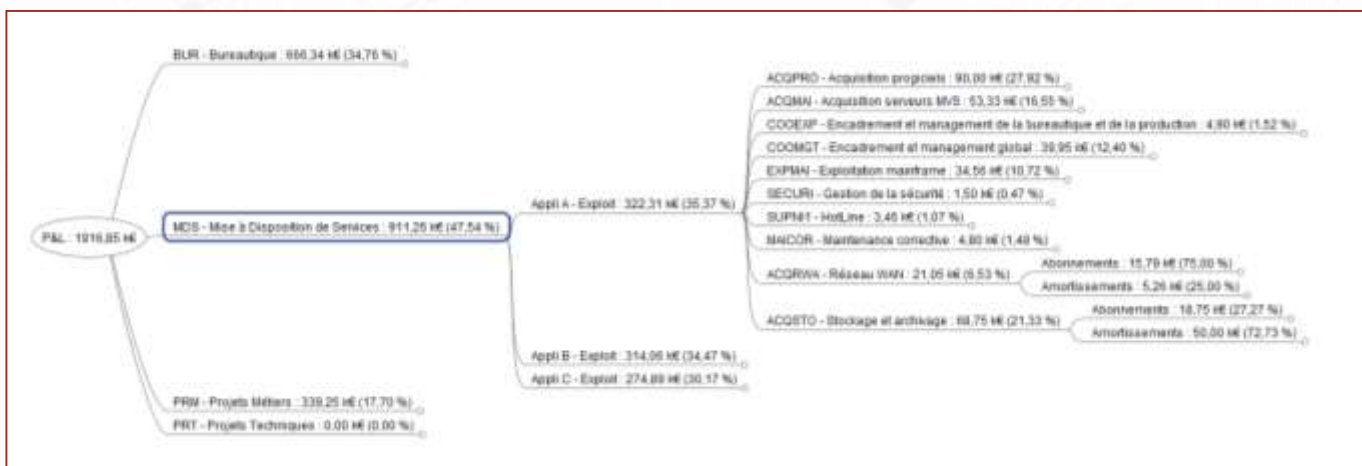 P&L : 1916,85 k€
BUR - Bureautique : 666,34 k€ (34,76 %)
MDS - Mise à Disposition de Services : 911,26 k€ (47,54 %)
Appli A - Exploit : 322,31 k€ (35,37 %)
ACQPRO - Acquisition progiciels : 90,00 k€ (27,92 %)
ACQMAI - Acquisition serveurs MVS : 53,33 k€ (16,55 %)
COOEXP - Encadrement et management de la bureautique et de la production : 4,90 k€ (1,52 %)
COOMGT - Encadrement et management global : 39,95 k€ (12,40 %)
EXPMAI - Exploitation mainframe : 34,56 k€ (10,72 %)
SECURI - Gestion de la sécurité : 1,50 k€ (0,47 %)
SUPNI1 - HotLine : 3,46 k€ (1,07 %)
MAICOR - Maintenance corrective : 4,80 k€ (1,49 %)
ACQRWA - Réseau WAN : 21,05 k€ (6,53 %)
Abonnements : 15,79 k€ (75,00 %)
Amortissements : 5,26 k€ (25,00 %)
ACQSTO - Stockage et archivage : 68,75 k€ (21,33 %)
Abonnements : 18,75 k€ (27,27 %)
Amortissements : 50,00 k€ (72,73 %)
Appli B - Exploit : 314,06 k€ (34,47 %)
Appli C - Exploit : 274,89 k€ (30,17 %)
PRM - Projets Métiers : 339,25 k€ (17,70 %)
PRT - Projets Techniques : 0,00 k€ (0,00 %)